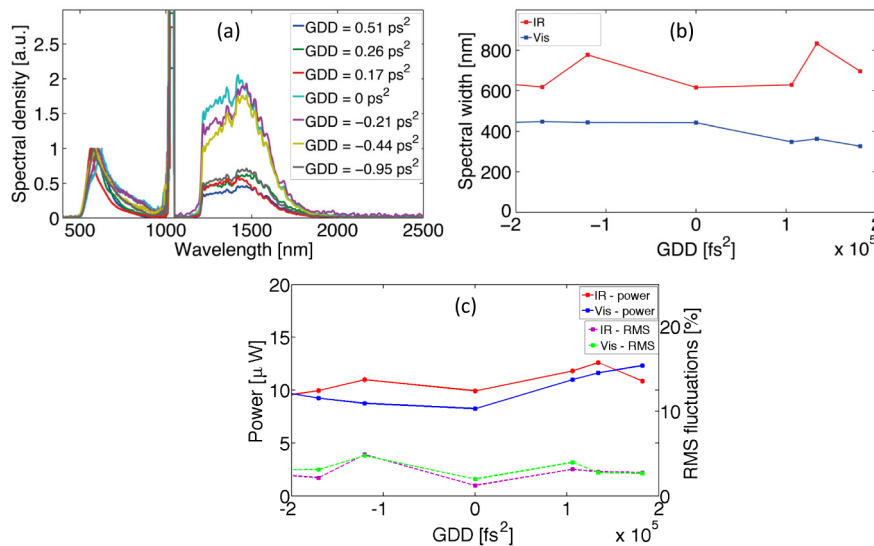 (a)
GDD = 0.51 ps²
GDD = 0.26 ps²
GDD = 0.17 ps²
GDD = 0 ps²
GDD = −0.21 ps²
GDD = −0.44 ps²
GDD = −0.95 ps²
Spectral density [a.u.]
2.5
2
1.5
1
0.5
0
500 1000 1500 2000 2500
Wavelength [nm]
(b)
IR
Vis
Spectral width [nm]
800
600
400
200
0
−2 −1 0 1
GDD [fs²]
x 10⁵
(c)
IR - power
Vis - power
IR - RMS
Vis - RMS
Power [μ W]
20
15
10
5
0
RMS fluctuations [%]
20
10
0
-2 -1 0 1 2
GDD [fs²]
x 10⁵